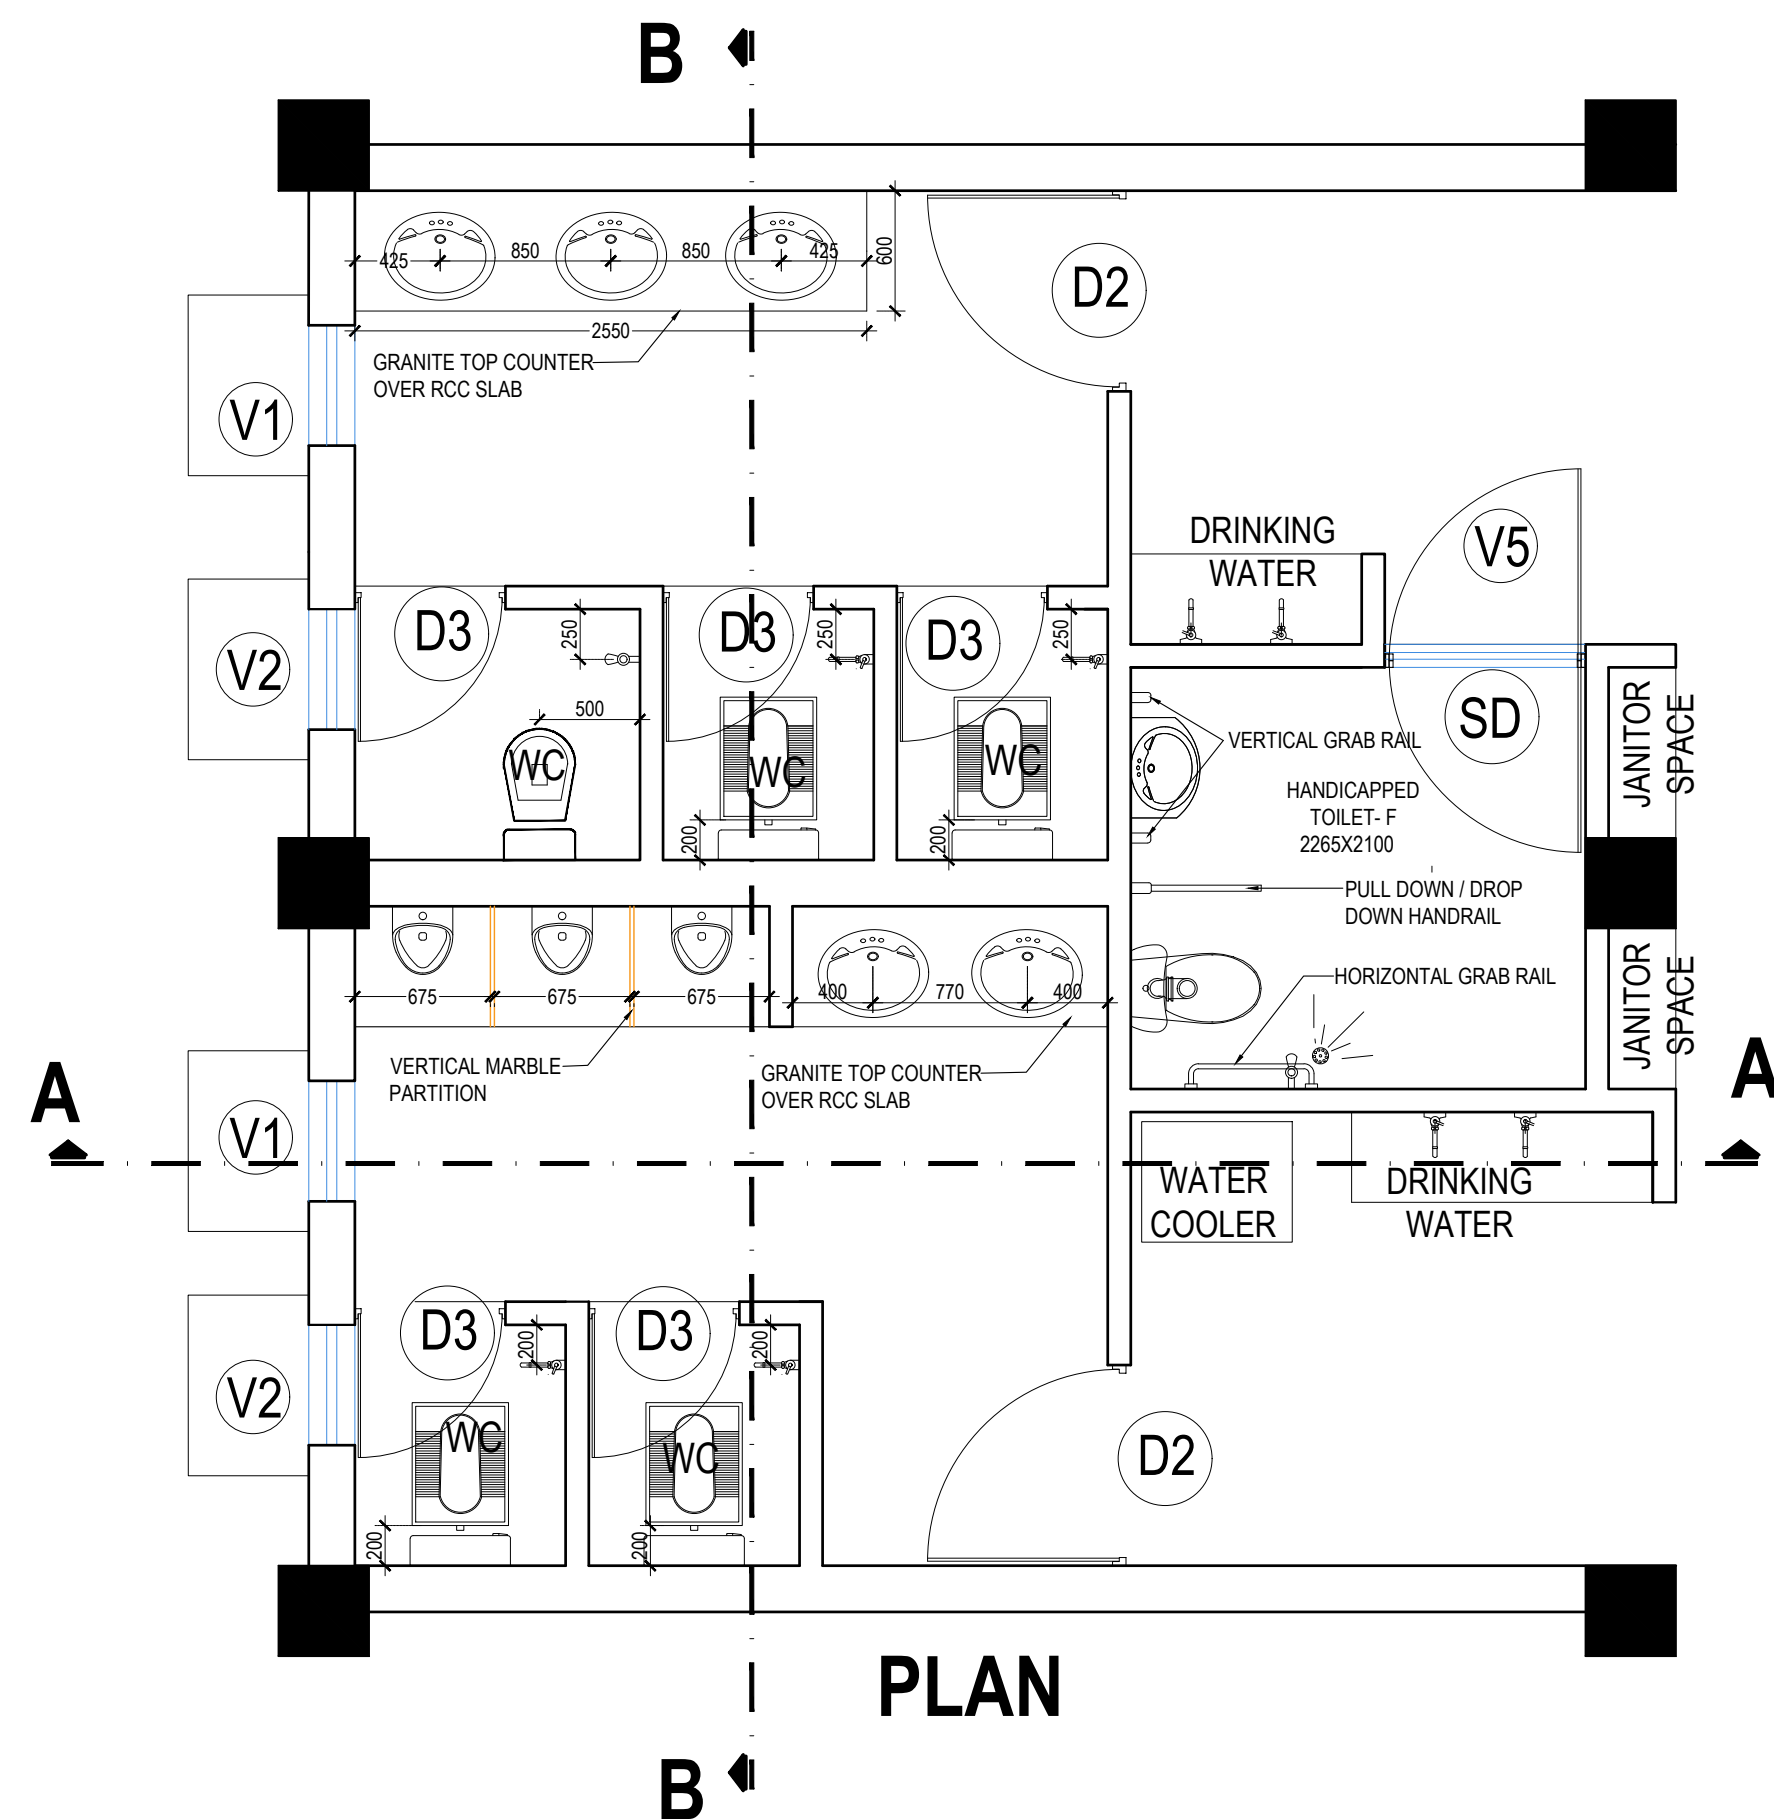 B
425
850
850
425
600
2550
GRANITE TOP COUNTER
OVER RCC SLAB
D2
V1
DRINKING
WATER
V5
D3
D3
D3
250
250
250
V2
500
WC
WC
WC
200
200
SD
VERTICAL GRAB RAIL
HANDICAPPED
TOILET- F
2265X2100
JANITOR
SPACE
PULL DOWN / DROP
DOWN HANDRAIL
HORIZONTAL GRAB RAIL
JANITOR
SPACE
675
675
675
400
770
400
VERTICAL MARBLE
PARTITION
GRANITE TOP COUNTER
OVER RCC SLAB
A
A
V1
WATER
COOLER
DRINKING
WATER
D3
D3
200
200
V2
WC
WC
200
200
D2
PLAN
B